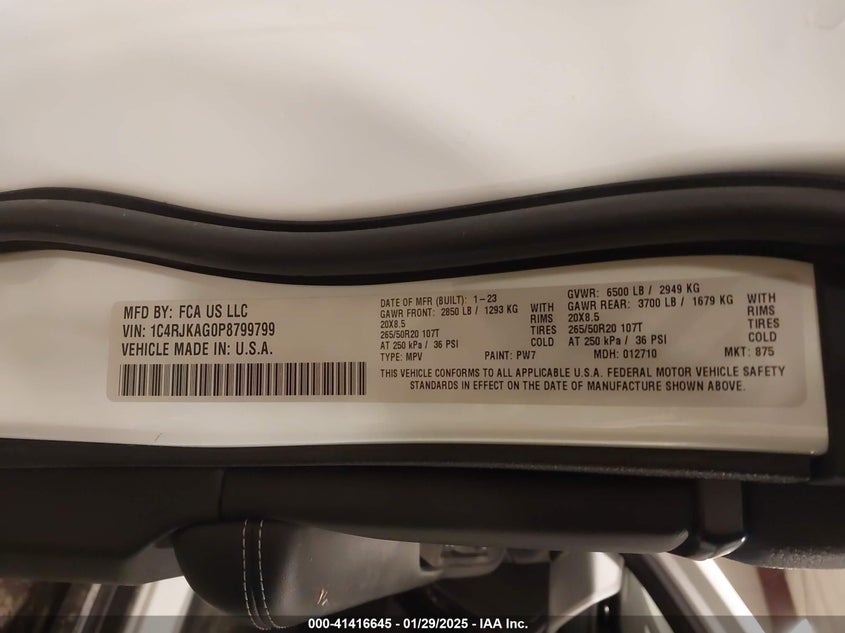 MFD BY: FCA US LLC
VIN: 1C4RJKAG0P8799799
VEHICLE MADE IN: U.S.A.
DATE OF MFR (BUILT): 1-23
GAWR FRONT: 2850 LB / 1293 KG WITH
20X8.5 RIMS
265/50R20 107T TIRES
AT 250 kPa / 36 PSI COLD
TYPE: MPV PAINT: PW7
GVWR: 6500 LB / 2949 KG
GAWR REAR: 3700 LB / 1679 KG WITH
20X8.5 RIMS
265/50R20 107T TIRES
AT 250 kPa / 36 PSI COLD
MDH: 012710 MKT: 875
THIS VEHICLE CONFORMS TO ALL APPLICABLE U.S.A. FEDERAL MOTOR VEHICLE SAFETY
STANDARDS IN EFFECT ON THE DATE OF MANUFACTURE SHOWN ABOVE.
000-41416645 / 01/29/2025 - IAA Inc.